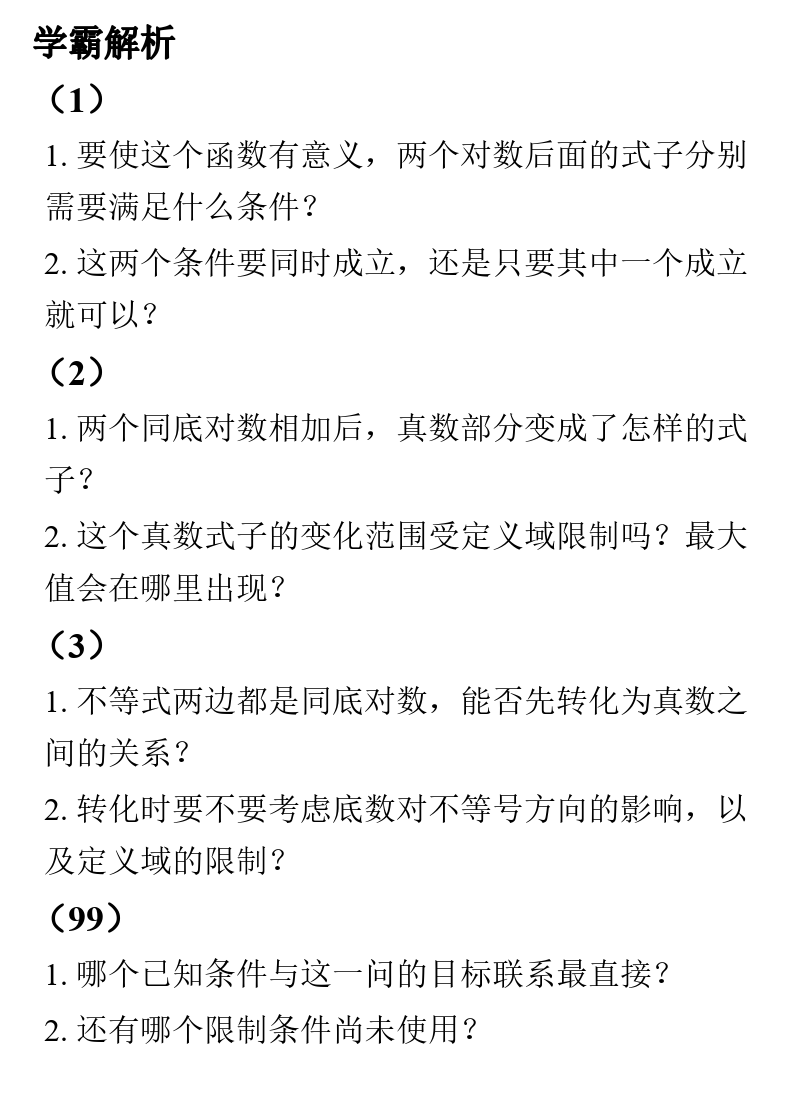 学霸解析
（1）
1. 要使这个函数有意义，两个对数后面的式子分别
需要满足什么条件？
2. 这两个条件要同时成立，还是只要其中一个成立
就可以？
（2）
1. 两个同底对数相加后，真数部分变成了怎样的式
子？
2. 这个真数式子的变化范围受定义域限制吗？最大
值会在哪里出现？
（3）
1. 不等式两边都是同底对数，能否先转化为真数之
间的关系？
2. 转化时要不要考虑底数对不等号方向的影响，以
及定义域的限制？
（99）
1. 哪个已知条件与这一问的目标联系最直接？
2. 还有哪个限制条件尚未使用？